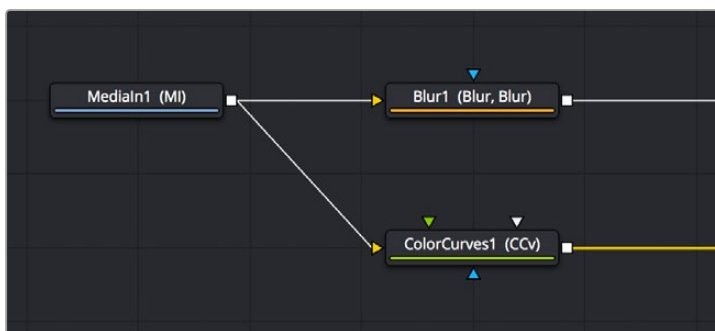 MediaIn1 (MI)
Blur1 (Blur, Blur)
ColorCurves1 (CCv)